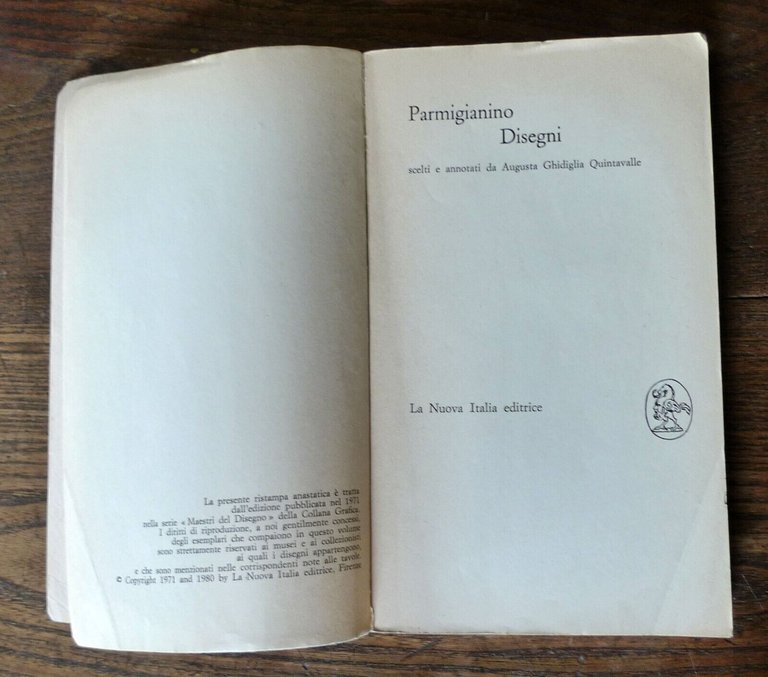 La presente ristampa anastatica è tratta
dall'edizione pubblicata nel 1971
nella serie « Maestri del Disegno » della Collana Grafica.
I diritti di riproduzione, a noi gentilmente concessi,
degli esemplari che compaiono in questo volume
sono strettamente riservati ai musei e ai collezionisti
ai quali i disegni appartengono,
e che sono menzionati nelle corrispondenti note alle tavole.
© Copyright 1971 and 1980 by La Nuova Italia editrice, Firenze
Parmigianino
Disegni
scelti e annotati da Augusta Ghidiglia Quintavalle
La Nuova Italia editrice